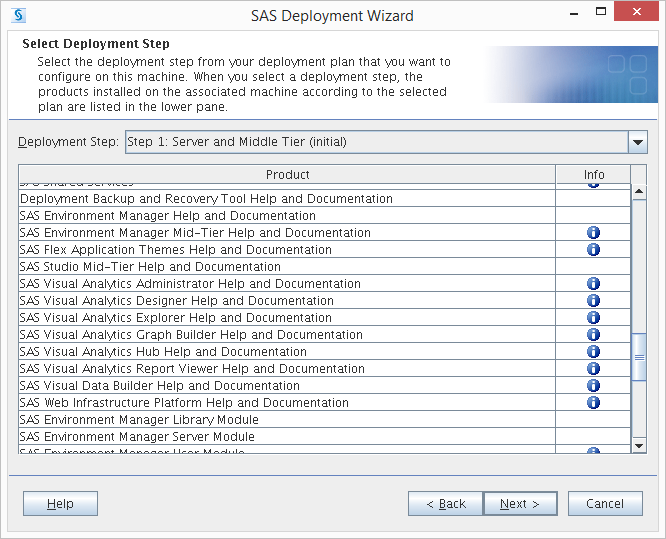 SAS Deployment Wizard
Select Deployment Step
Select the deployment step from your deployment plan that you want to
configure on this machine. When you select a deployment step, the
products installed on the associated machine according to the selected
plan are listed in the lower pane.
Deployment Step: Step 1: Server and Middle Tier (initial)
Product Info
SAS Shared Services
Deployment Backup and Recovery Tool Help and Documentation
SAS Environment Manager Help and Documentation
SAS Environment Manager Mid-Tier Help and Documentation
SAS Flex Application Themes Help and Documentation
SAS Studio Mid-Tier Help and Documentation
SAS Visual Analytics Administrator Help and Documentation
SAS Visual Analytics Designer Help and Documentation
SAS Visual Analytics Explorer Help and Documentation
SAS Visual Analytics Graph Builder Help and Documentation
SAS Visual Analytics Hub Help and Documentation
SAS Visual Analytics Report Viewer Help and Documentation
SAS Visual Data Builder Help and Documentation
SAS Web Infrastructure Platform Help and Documentation
SAS Environment Manager Library Module
SAS Environment Manager Server Module
SAS Environment Manager User Module
Help < Back Next > Cancel